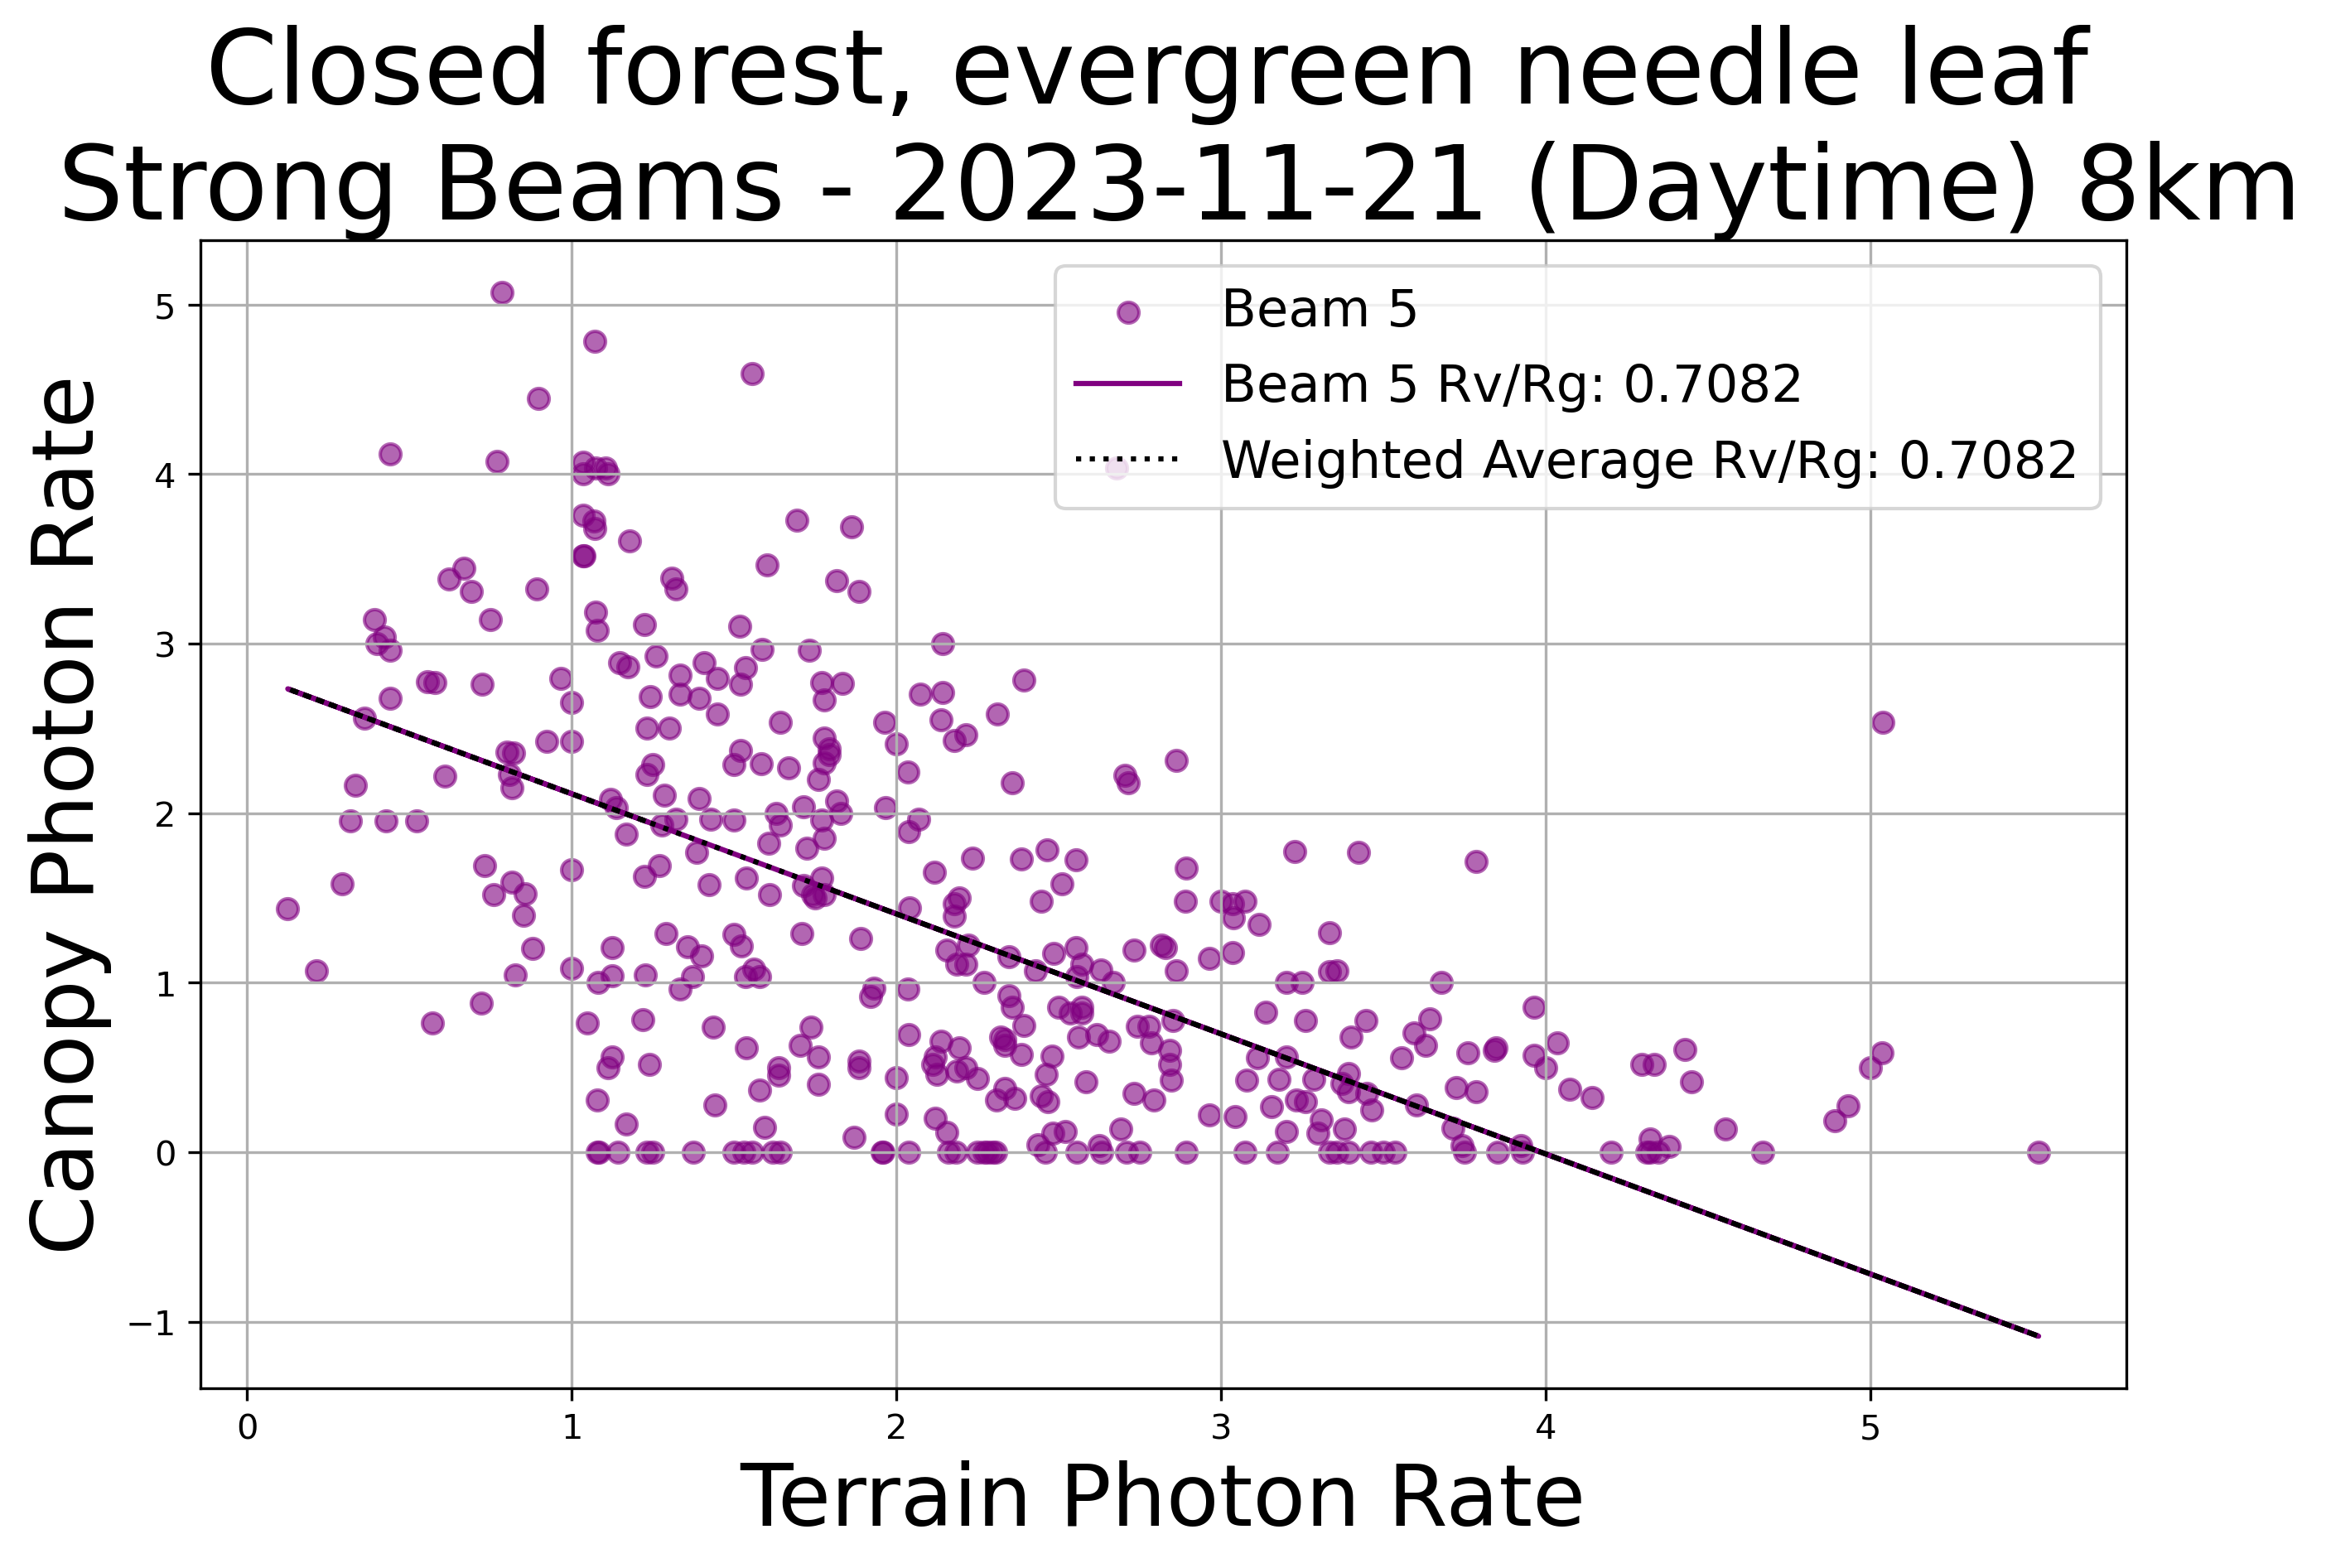 Closed forest, evergreen needle leaf
Strong Beams - 2023-11-21 (Daytime) 8km
Beam 5
Beam 5 Rv/Rg: 0.7082
Weighted Average Rv/Rg: 0.7082
Canopy Photon Rate
5
4
3
2
1
0
−1
0 1 2 3 4 5
Terrain Photon Rate